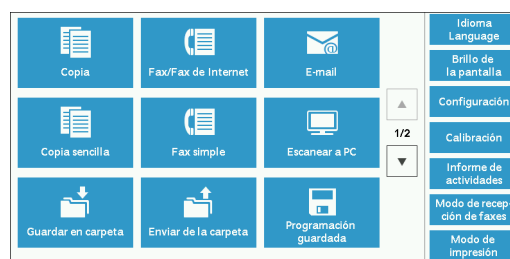 Copia
Fax/Fax de Internet
E-mail
Copia sencilla
Fax simple
Escanear a PC
Guardar en carpeta
Enviar de la carpeta
Programación
guardada
1/2
Idioma
Language
Brillo de
la pantalla
Configuración
Calibración
Informe de
actividades
Modo de recep-
ción de faxes
Modo de
impresión